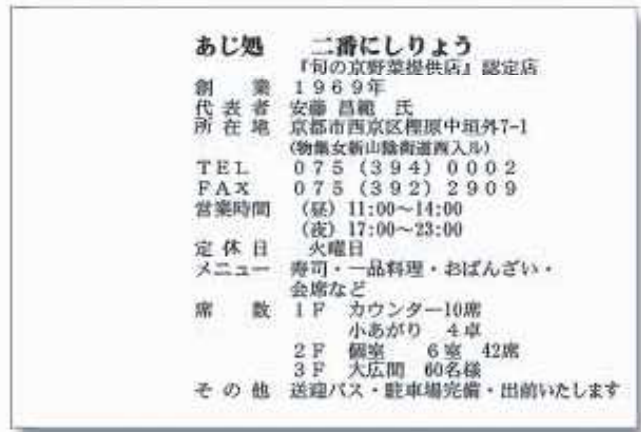 あじ処　二番にしりょう
『旬の京野菜提供店』認定店
創　業　1969年
代 表 者　安藤 昌範 氏
所 在 地　京都市西京区樫原中垣外7-1
(物集女新山陰街道西入ル)
TEL　075 (394) 0002
FAX　075 (392) 2909
営業時間　(昼) 11:00〜14:00
(夜) 17:00〜23:00
定 休 日　火曜日
メニュー　寿司・一品料理・おばんざい・
会席など
席　数　1F　カウンター10席
小あがり　4卓
2F　個室　6室　42席
3F　大広間　60名様
そ の 他　送迎バス・駐車場完備・出前いたします